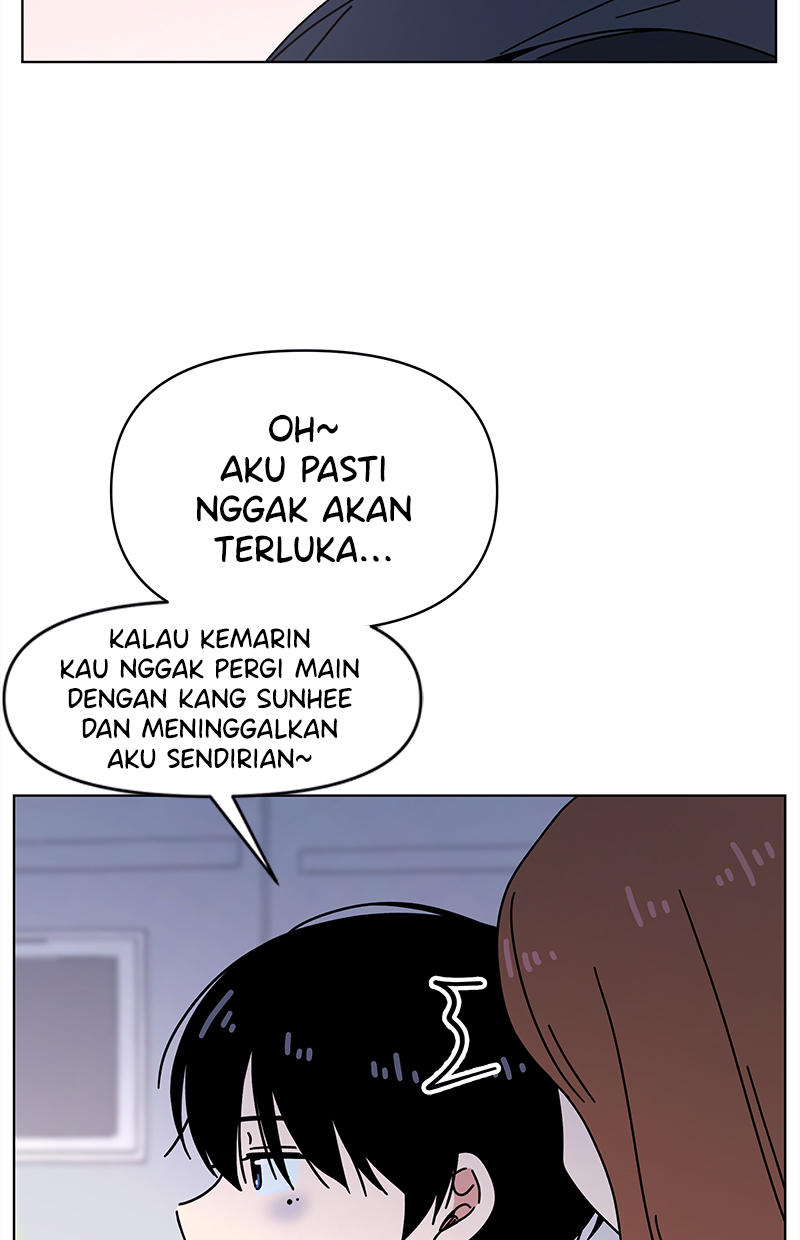 OH~
AKU PASTI
NGGAK AKAN
TERLUKA...
KALAU KEMARIN
KAU NGGAK PERGI MAIN
DENGAN KANG SUNHEE
DAN MENINGGALKAN
AKU SENDIRIAN~